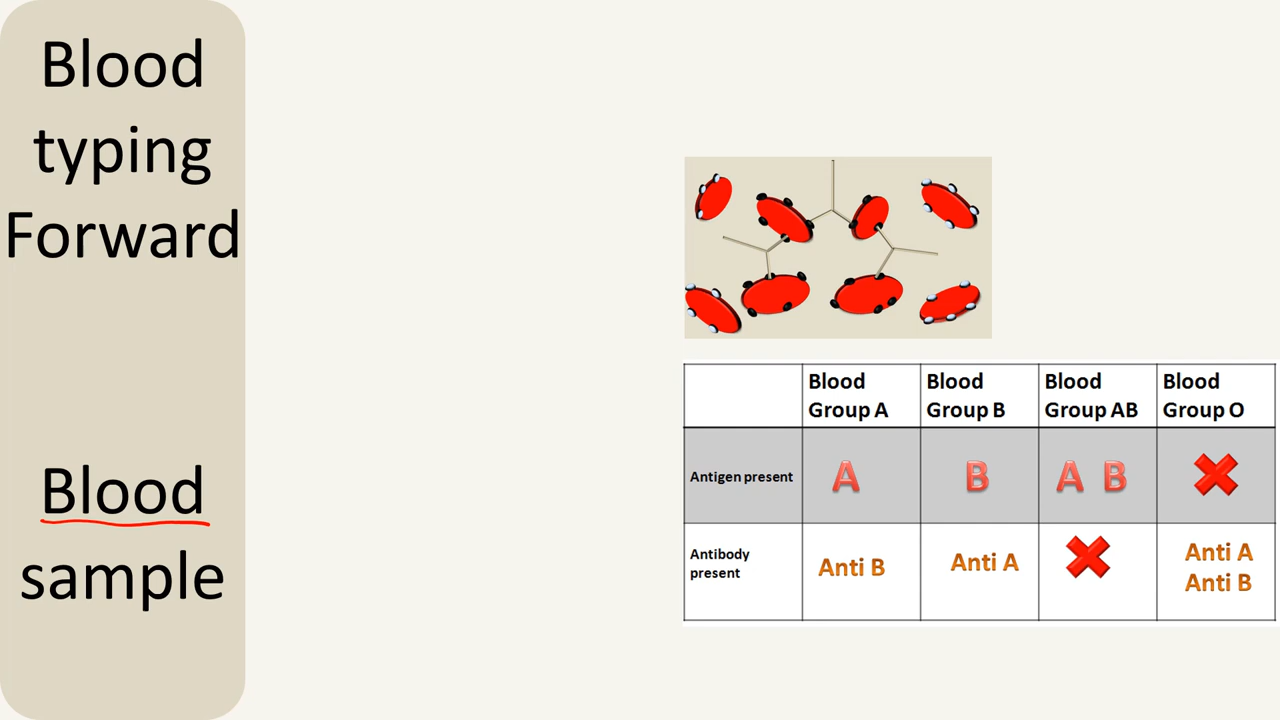 Blood
typing
Forward
Blood
sample
Blood Group A
Blood Group B
Blood Group AB
Blood Group O
Antigen present
A
B
A B
Antibody present
Anti B
Anti A
Anti A
Anti B